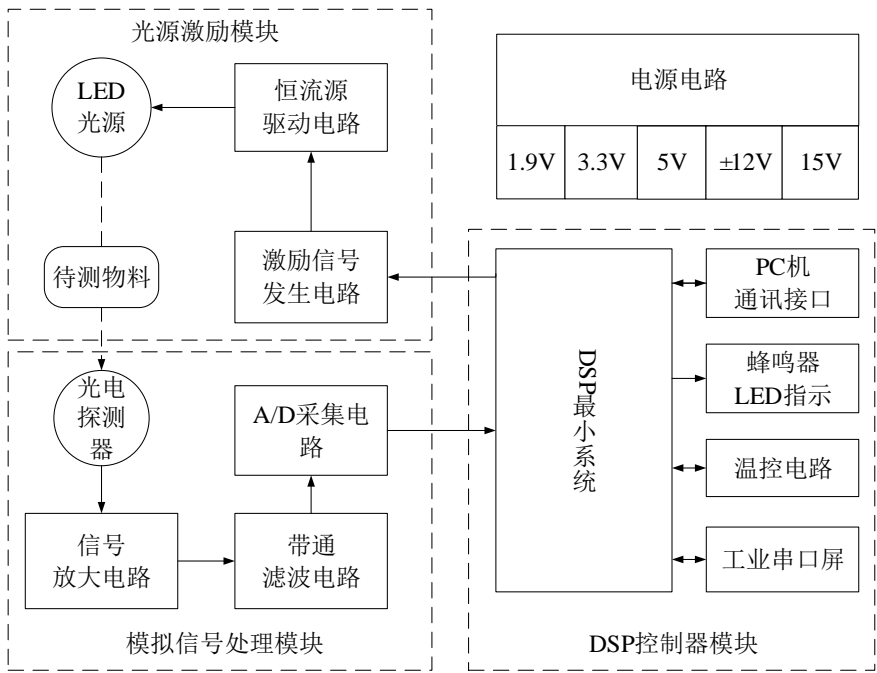 光源激励模块
LED
光源
恒流源
驱动电路
待测物料
激励信号
发生电路
电源电路
1.9V
3.3V
5V
±12V
15V
光电
探测
器
A/D采集电
路
信号
放大电路
带通
滤波电路
模拟信号处理模块
DSP最小系统
PC机
通讯接口
蜂鸣器
LED指示
温控电路
工业串口屏
DSP控制器模块